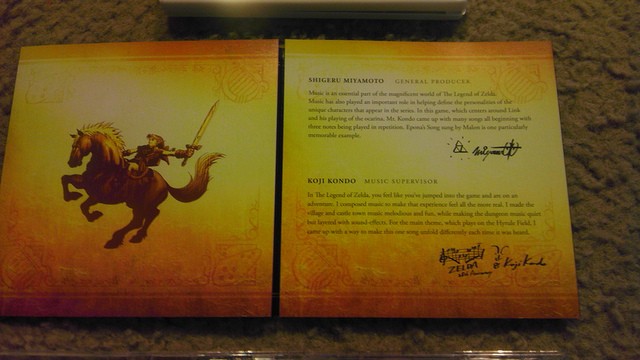 SHIGERU MIYAMOTO GENERAL PRODUCER
Music is an essential part of the magnificent world of The Legend of Zelda.
Music has also played an important role in helping define the personalities of the
unique characters that appear in the series. In this game, which centers around Link
and his playing of the ocarina, Mr. Kondo came up with many songs all beginning with
three notes being played in repetition. Epona's Song sung by Malon is one particularly
memorable example.
KOJI KONDO MUSIC SUPERVISOR
In The Legend of Zelda, you feel like you've jumped into the game and are on an
adventure. I composed music to make that experience feel all the more real. I made the
village and castle town music melodious and fun, while making the dungeon music quiet
but layered with sound-effects. For the main theme, which plays on the Hyrule Field, I
came up with a way to make this one song unfold differently each time it was heard.
ZELDA
Koji Kondo